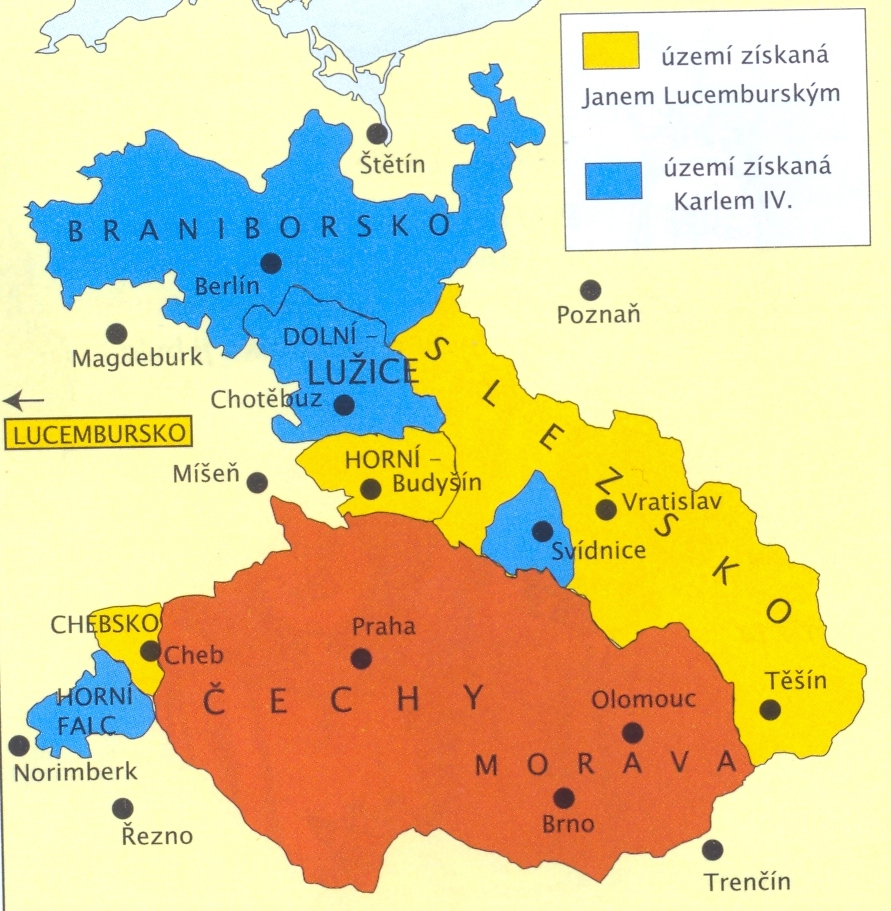 území získaná
Janem Lucemburským
území získaná
Karlem IV.
Štětín
BRANIBORSKO
Berlín
Poznaň
DOLNÍ –
Magdeburk
LUŽICE
Chotěbuz
LUCEMBURSKO
SLEZSKO
HORNÍ –
Míšeň
Budyšín
Vratislav
Svídnice
CHEBSKO
Praha
Cheb
Těšín
HORNÍ
FALC
ČECHY
Olomouc
Norimberk
MORAVA
Brno
Řezno
Trenčín